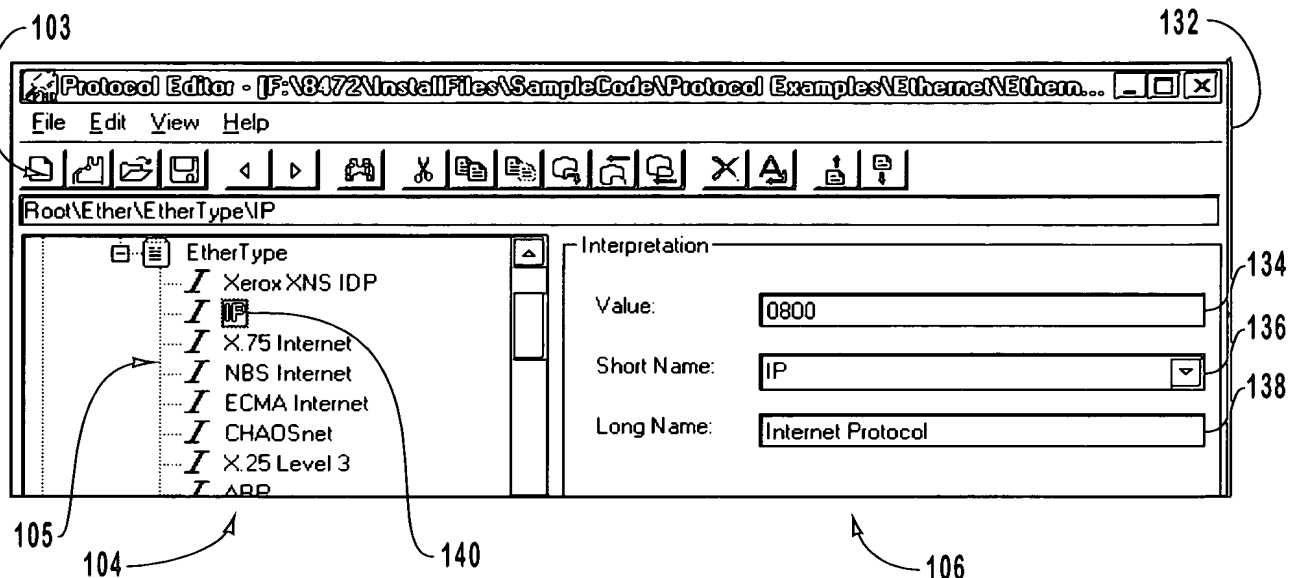 103
132
Protocol Editor - [F:\8472\InstallFiles\SampleCode\Protocol Examples\Ethernet\Ethern...
File Edit View Help
Root\Ether\EtherType\IP
EtherType
I Xerox XNS IDP
I IP
I X.75 Internet
I NBS Internet
I ECMA Internet
I CHAOSnet
I X.25 Level 3
I ARP
Interpretation
Value: 0800
Short Name: IP
Long Name: Internet Protocol
134
136
138
105
104
140
106